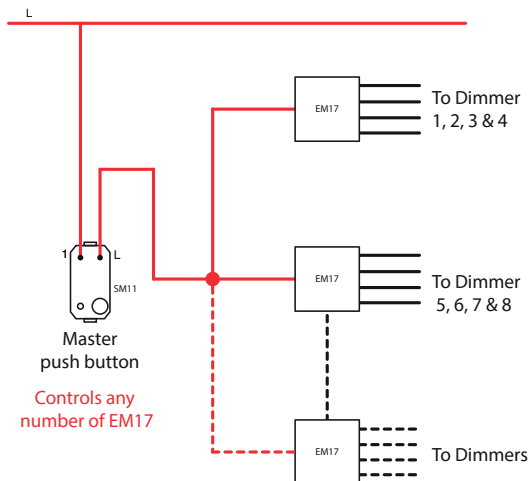 L
EM17
To Dimmer
1, 2, 3 & 4
1
L
SM11
Master
push button
Controls any
number of EM17
EM17
To Dimmer
5, 6, 7 & 8
EM17
To Dimmers